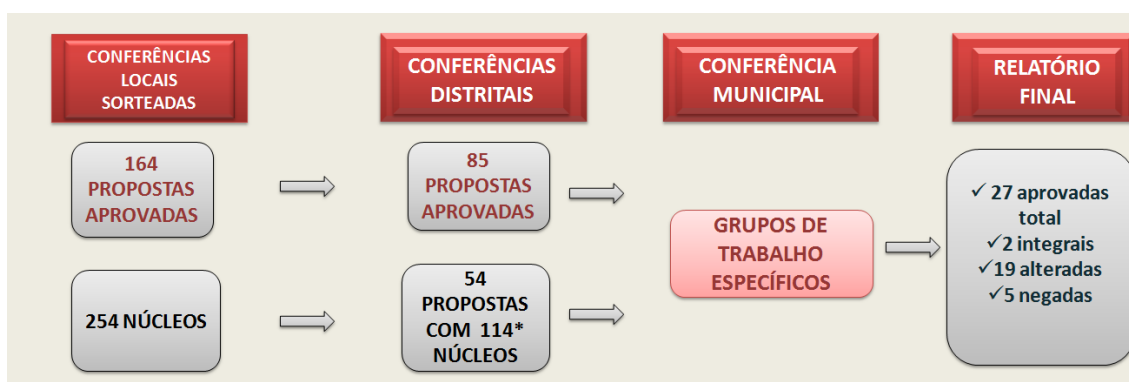 CONFERÊNCIAS
LOCAIS
SORTEADAS
CONFERÊNCIAS
DISTRITAIS
CONFERÊNCIA
MUNICIPAL
RELATÓRIO
FINAL
164
PROPOSTAS
APROVADAS
85
PROPOSTAS
APROVADAS
GRUPOS DE
TRABALHO
ESPECÍFICOS
✓ 27 aprovadas
total
✓2 integrais
✓19 alteradas
✓5 negadas
254 NÚCLEOS
54
PROPOSTAS
COM 114*
NÚCLEOS